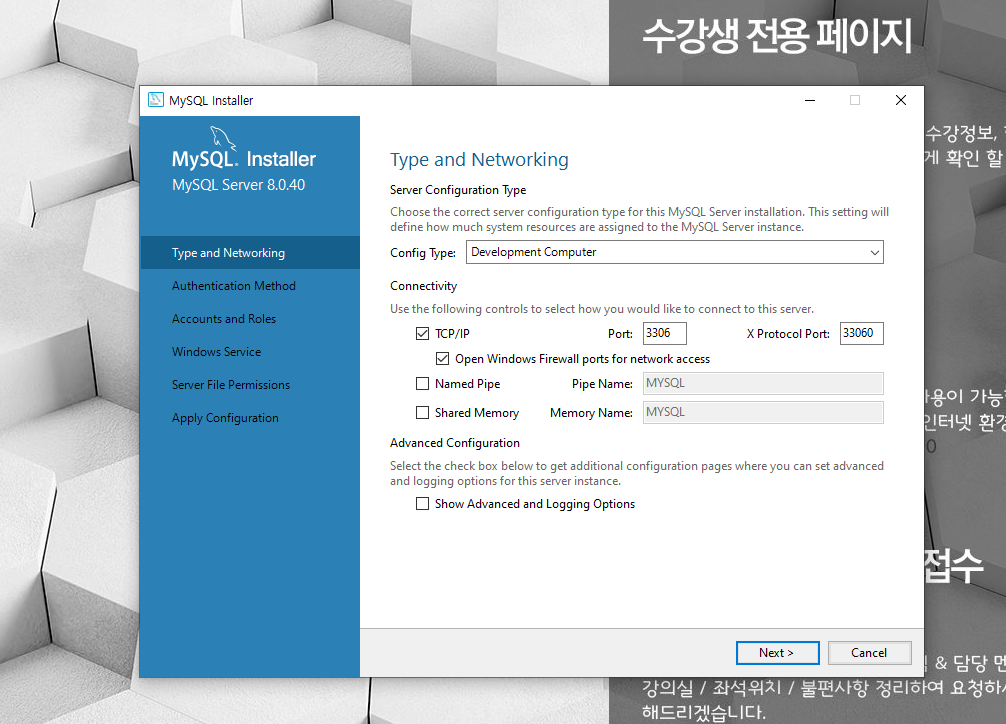 수강생 전용 페이지
MySQL Installer
수강정보,
게 확인 할
MySQL® Installer
MySQL Server 8.0.40
Type and Networking
Authentication Method
Accounts and Roles
Windows Service
Server File Permissions
Apply Configuration
Type and Networking
Server Configuration Type
Choose the correct server configuration type for this MySQL Server installation. This setting will
define how much system resources are assigned to the MySQL Server instance.
Config Type: Development Computer
Connectivity
Use the following controls to select how you would like to connect to this server.
TCP/IP Port: 3306 X Protocol Port: 33060
Open Windows Firewall ports for network access
Named Pipe Pipe Name: MYSQL
Shared Memory Memory Name: MYSQL
Advanced Configuration
Select the check box below to get additional configuration pages where you can set advanced
and logging options for this server instance.
Show Advanced and Logging Options
Next >
Cancel
용이 가능
인터넷 환경
0
접수
& 담당 멘
강의실 / 좌석위치 / 불편사항 정리하여 요청하시
해드리겠습니다.